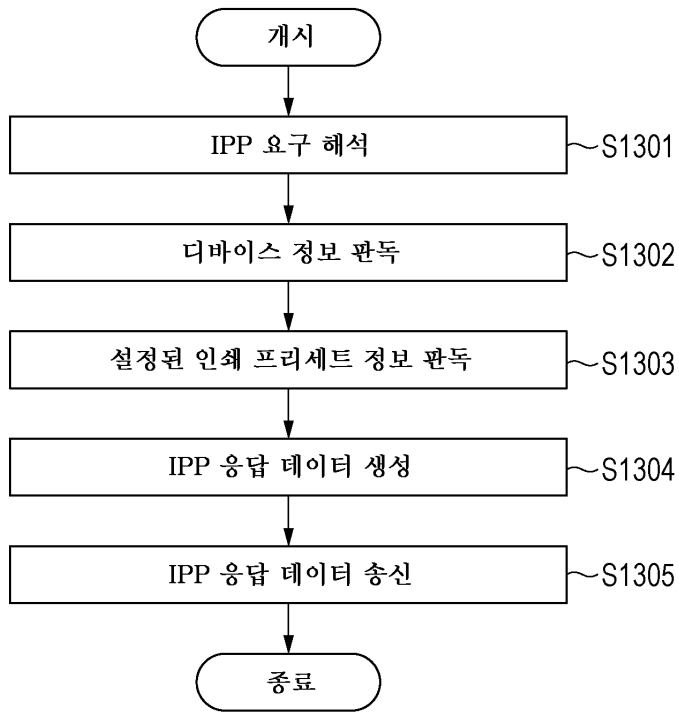 개시
IPP 요구 해석
S1301
디바이스 정보 판독
S1302
설정된 인쇄 프리세트 정보 판독
S1303
IPP 응답 데이터 생성
S1304
IPP 응답 데이터 송신
S1305
종료